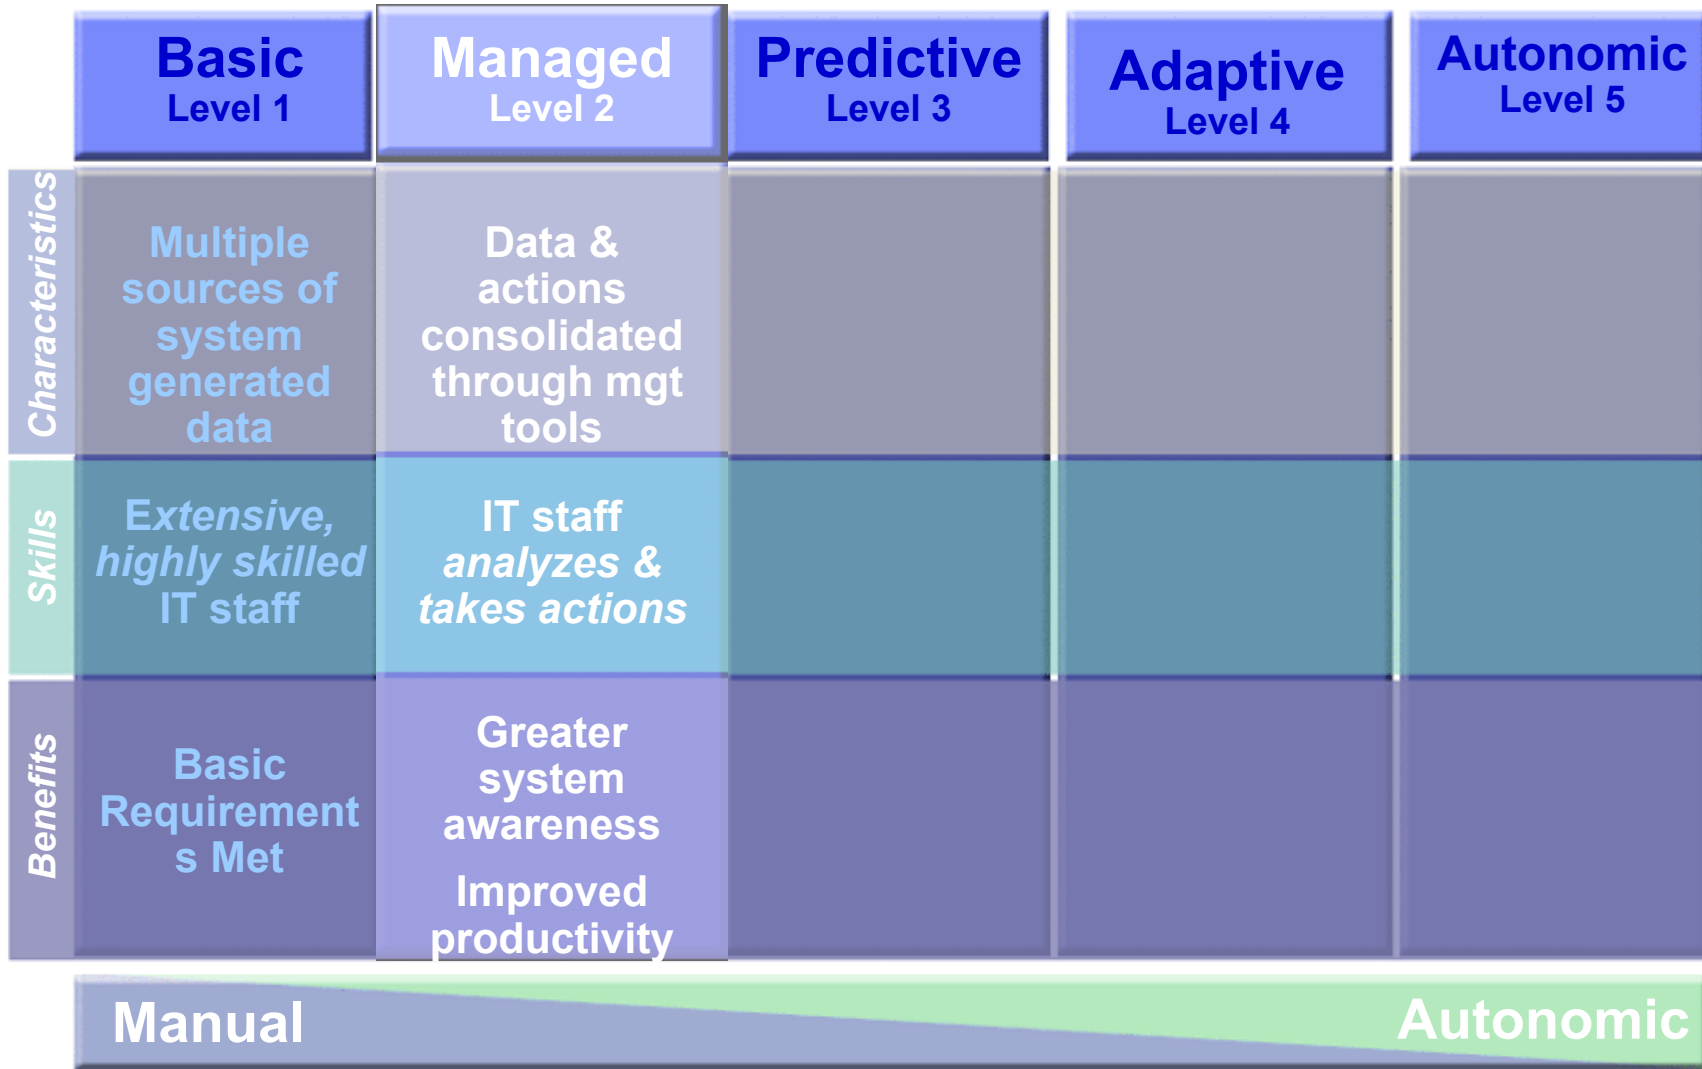 Basic
Level 1
Managed
Level 2
Predictive
Level 3
Adaptive
Level 4
Autonomic
Level 5
Characteristics
Multiple
sources of
system
generated
data
Data &
actions
consolidated
through mgt
tools
Skills
Extensive,
highly skilled
IT staff
IT staff
analyzes &
takes actions
Benefits
Basic
Requirement
s Met
Greater
system
awareness
Improved
productivity
Manual
Autonomic